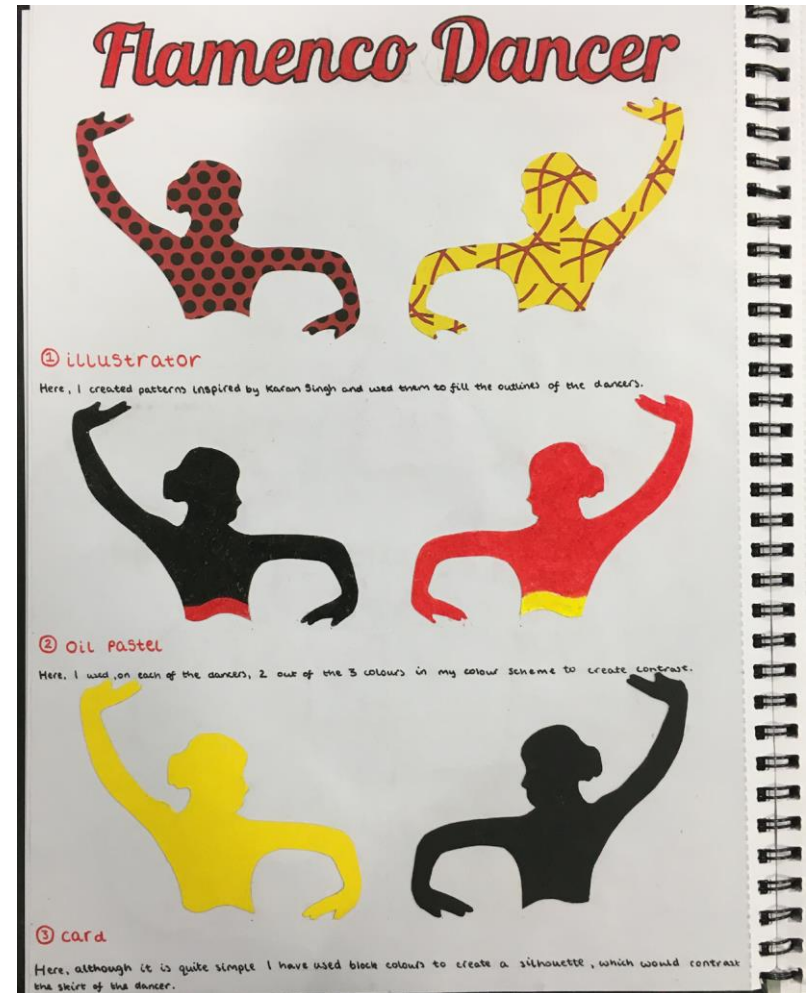 Flamenco Dancer
① illustrator
Here, I created patterns inspired by Karan Singh and used them to fill the outlines of the dancers.
② Oil Pastel
Here, I used, on each of the dancers, 2 out of the 3 colours in my colour scheme to create contrast.
③ card
Here, although it is quite simple I have used block colours to create a silhouette, which would contrast
the skirt of the dancer.